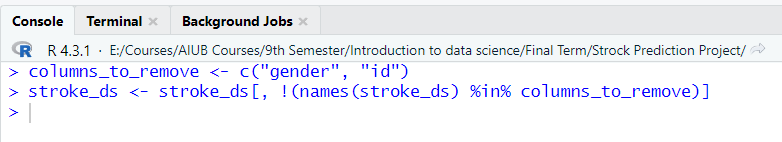 Console Terminal × Background Jobs ×
R 4.3.1 · E:/Courses/AIUB Courses/9th Semester/Introduction to data science/Final Term/Strock Prediction Project/
> columns_to_remove <- c("gender", "id")
> stroke_ds <- stroke_ds[, !(names(stroke_ds) %in% columns_to_remove)]
>